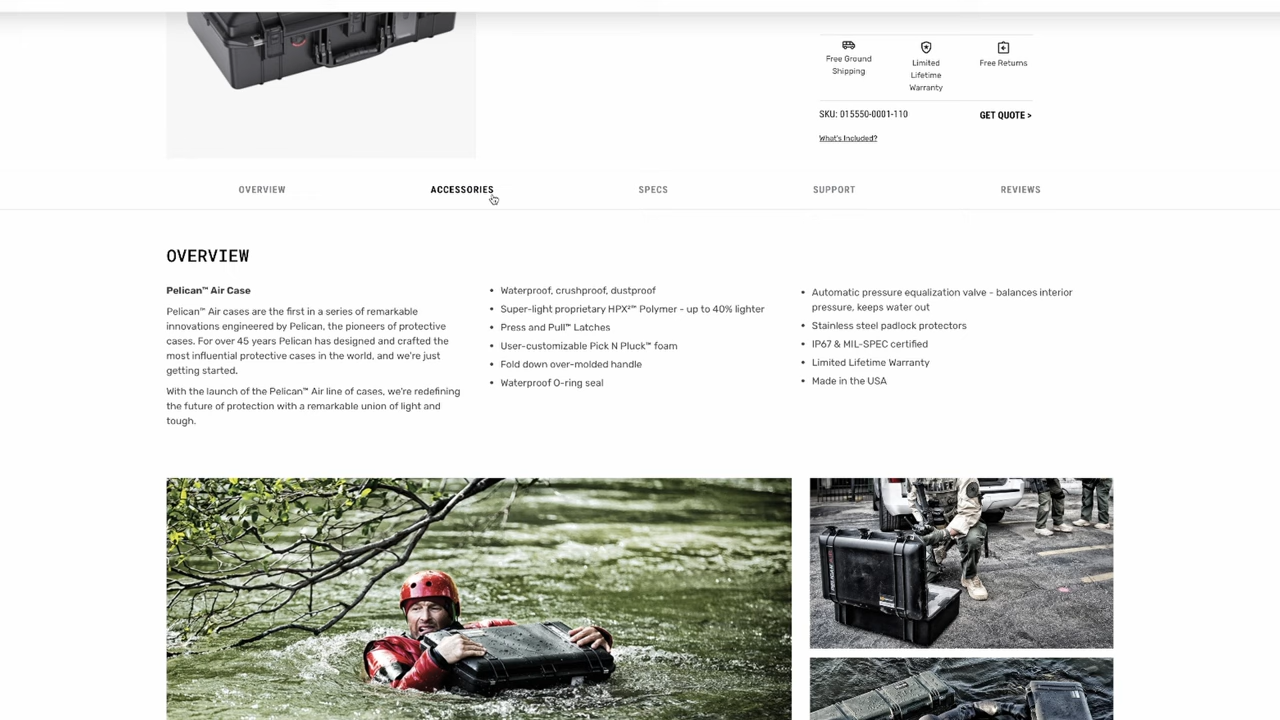 Free Ground
Shipping
Limited
Lifetime
Warranty
Free Returns
SKU: 015550-0001-110
GET QUOTE >
What's Included?
OVERVIEW
ACCESSORIES
SPECS
SUPPORT
REVIEWS
OVERVIEW
Pelican™ Air Case
Pelican™ Air cases are the first in a series of remarkable
innovations engineered by Pelican, the pioneers of protective
cases. For over 45 years Pelican has designed and crafted the
most influential protective cases in the world, and we're just
getting started.
With the launch of the Pelican™ Air line of cases, we're redefining
the future of protection with a remarkable union of light and
tough.
• Waterproof, crushproof, dustproof
• Super-light proprietary HPX²™ Polymer - up to 40% lighter
• Press and Pull™ Latches
• User-customizable Pick N Pluck™ foam
• Fold down over-molded handle
• Waterproof O-ring seal
• Automatic pressure equalization valve - balances interior
pressure, keeps water out
• Stainless steel padlock protectors
• IP67 & MIL-SPEC certified
• Limited Lifetime Warranty
• Made in the USA